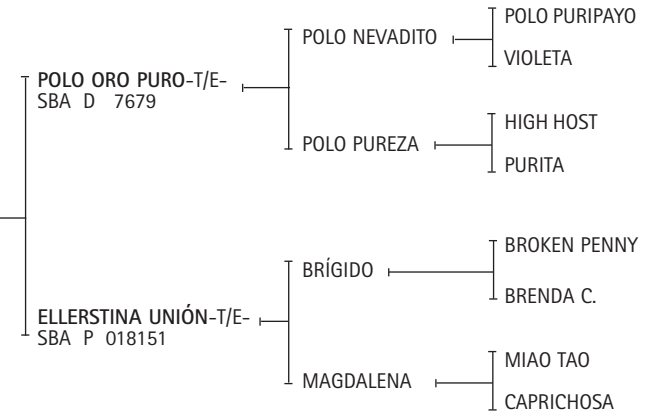 POLO PURIPAYO
POLO NEVADITO
VIOLETA
POLO ORO PURO-T/E-
SBA D 7679
HIGH HOST
POLO PUREZA
PURITA
BROKEN PENNY
BRÍGIDO
BRENDA C.
ELLERSTINA UNIÓN-T/E-
SBA P 018151
MIAO TAO
MAGDALENA
CAPRICHOSA